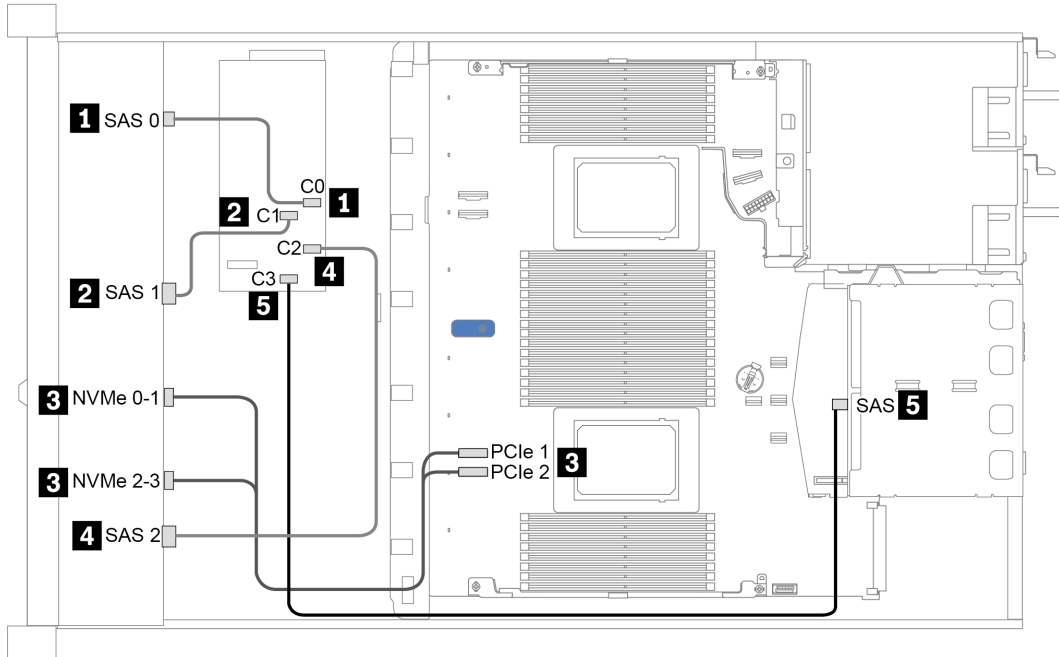 1 SAS 0
C0 1
2 C1
C2 4
2 SAS 1
C3
5
3 NVMe 0-1
SAS 5
PCIe 1
PCIe 2
3
3 NVMe 2-3
4 SAS 2